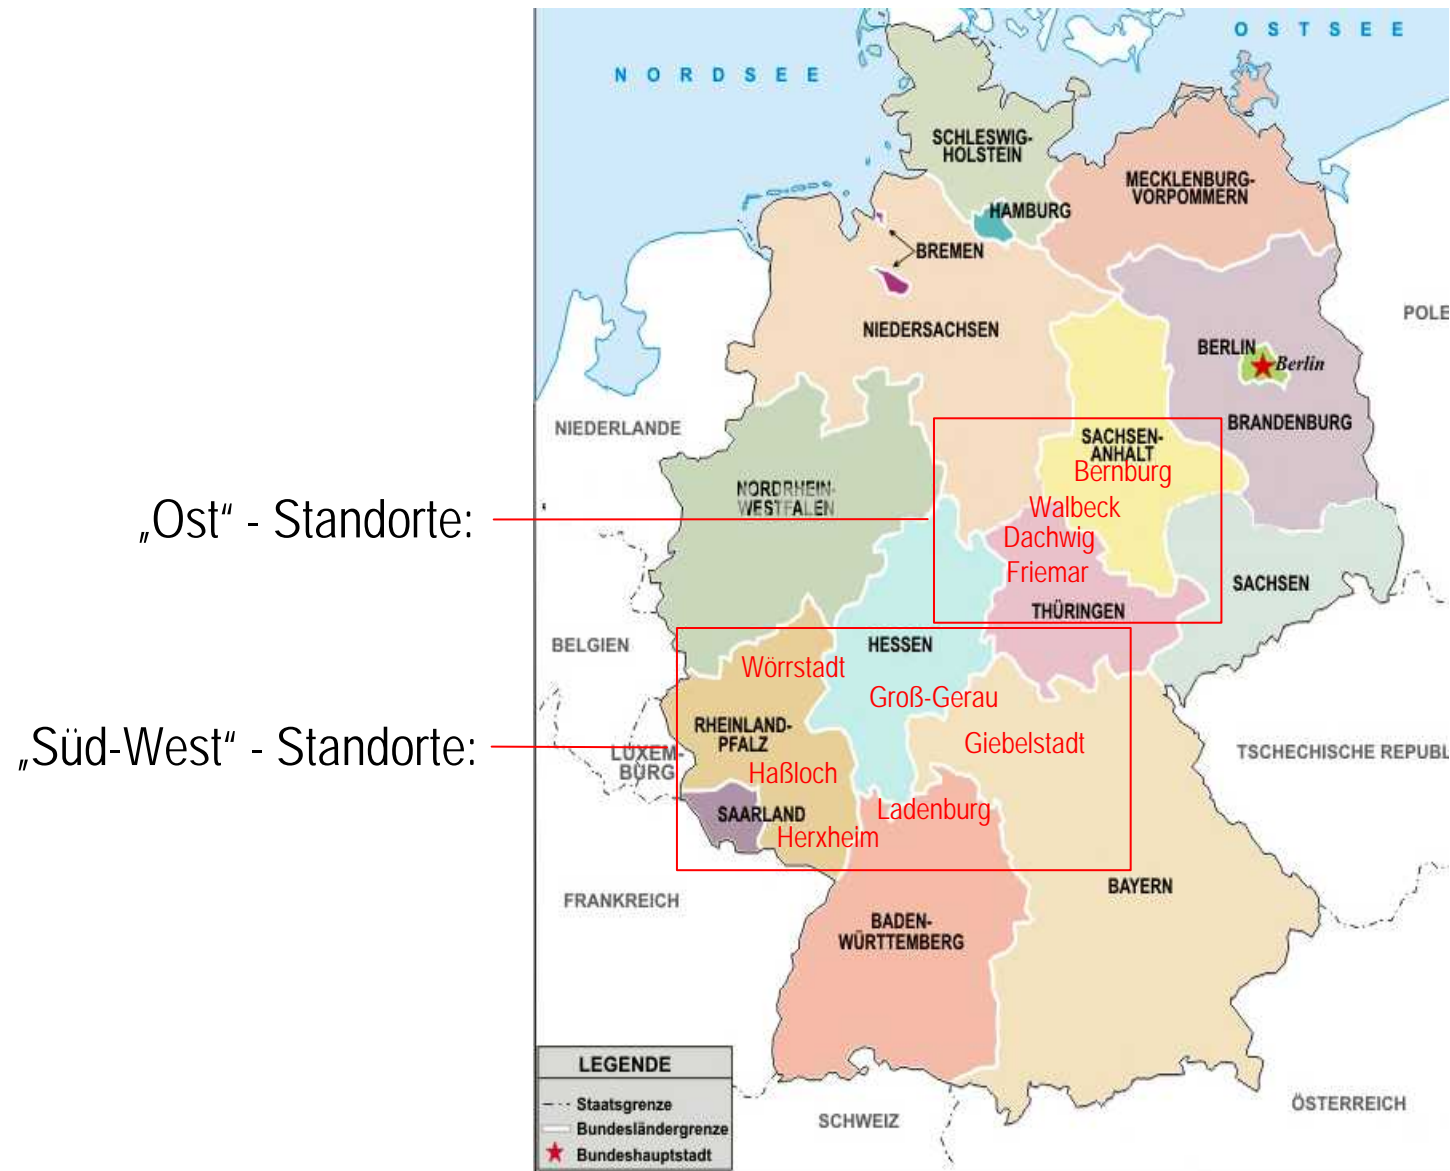 O S T S E E
N O R D S E E
SCHLESWIG-
HOLSTEIN
MECKLENBURG-
VORPOMMERN
HAMBURG
BREMEN
POLE
NIEDERSACHSEN
BERLIN
Berlin
BRANDENBURG
NIEDERLANDE
SACHSEN-
ANHALT
Bernburg
NORDRHEIN-
WESTFALEN
Walbeck
„Ost“ - Standorte:
Dachwig
Friemar
SACHSEN
THÜRINGEN
BELGIEN
HESSEN
Wörrstadt
Groß-Gerau
RHEINLAND-
PFALZ
Giebelstadt
„Süd-West“ - Standorte:
LUXEM-
BURG
TSCHECHISCHE REPUBL
Haßloch
SAARLAND
Ladenburg
Herxheim
BAYERN
FRANKREICH
BADEN-
WÜRTTEMBERG
LEGENDE
Staatsgrenze
Bundesländergrenze
Bundeshauptstadt
SCHWEIZ
ÖSTERREICH